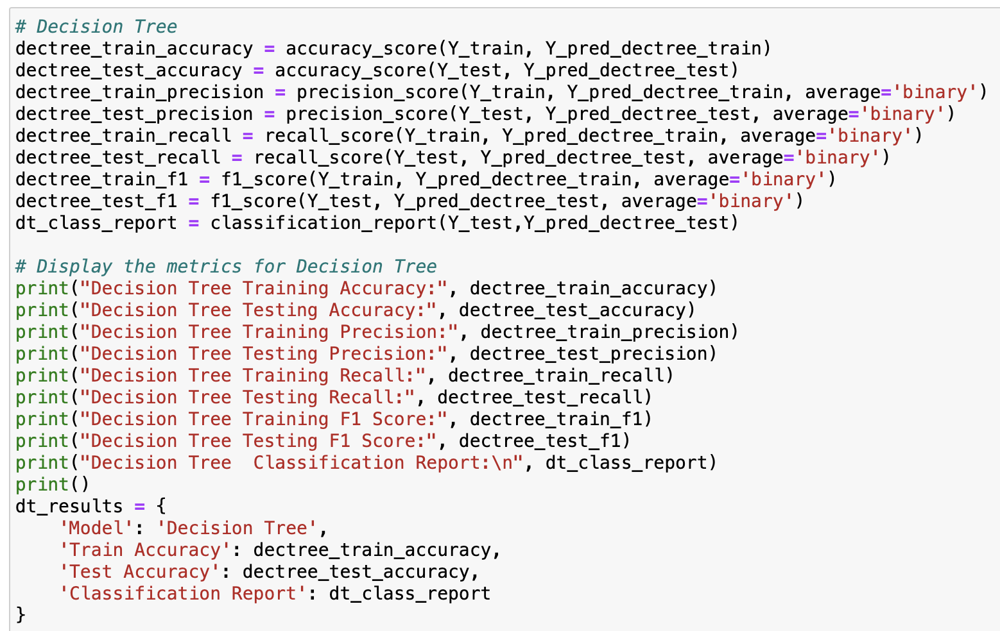 # Decision Tree
dectree_train_accuracy = accuracy_score(Y_train, Y_pred_dectree_train)
dectree_test_accuracy = accuracy_score(Y_test, Y_pred_dectree_test)
dectree_train_precision = precision_score(Y_train, Y_pred_dectree_train, average='binary')
dectree_test_precision = precision_score(Y_test, Y_pred_dectree_test, average='binary')
dectree_train_recall = recall_score(Y_train, Y_pred_dectree_train, average='binary')
dectree_test_recall = recall_score(Y_test, Y_pred_dectree_test, average='binary')
dectree_train_f1 = f1_score(Y_train, Y_pred_dectree_train, average='binary')
dectree_test_f1 = f1_score(Y_test, Y_pred_dectree_test, average='binary')
dt_class_report = classification_report(Y_test,Y_pred_dectree_test)

# Display the metrics for Decision Tree
print("Decision Tree Training Accuracy:", dectree_train_accuracy)
print("Decision Tree Testing Accuracy:", dectree_test_accuracy)
print("Decision Tree Training Precision:", dectree_train_precision)
print("Decision Tree Testing Precision:", dectree_test_precision)
print("Decision Tree Training Recall:", dectree_train_recall)
print("Decision Tree Testing Recall:", dectree_test_recall)
print("Decision Tree Training F1 Score:", dectree_train_f1)
print("Decision Tree Testing F1 Score:", dectree_test_f1)
print("Decision Tree  Classification Report:\n", dt_class_report)
print()
dt_results = {
    'Model': 'Decision Tree',
    'Train Accuracy': dectree_train_accuracy,
    'Test Accuracy': dectree_test_accuracy,
    'Classification Report': dt_class_report
}